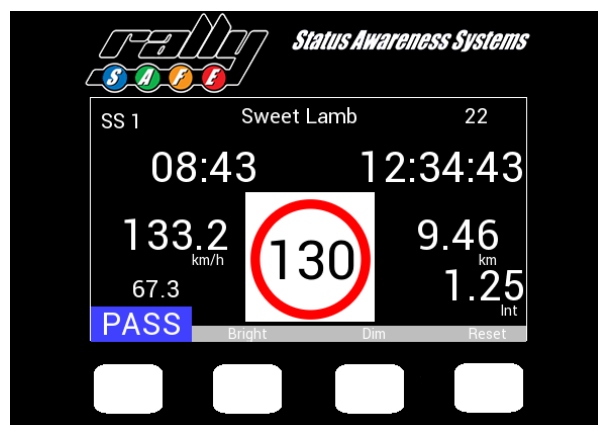 rally
SAFE
Status Awareness Systems
SS 1 Sweet Lamb 22
08:43 12:34:43
133.2 km/h 130 9.46 km
67.3 1.25 Int
PASS Bright Dim Reset